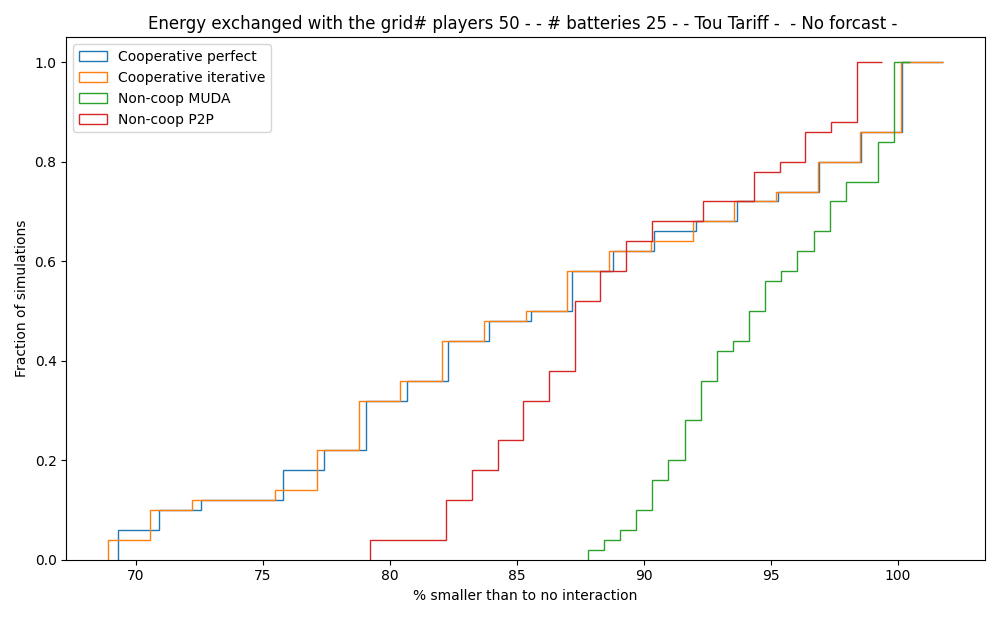 Energy exchanged with the grid# players 50 - - # batteries 25 - - Tou Tariff -  - No forcast -
Cooperative perfect
Cooperative iterative
Non-coop MUDA
Non-coop P2P
Fraction of simulations
1.0
0.8
0.6
0.4
0.2
0.0
70 75 80 85 90 95 100
% smaller than to no interaction